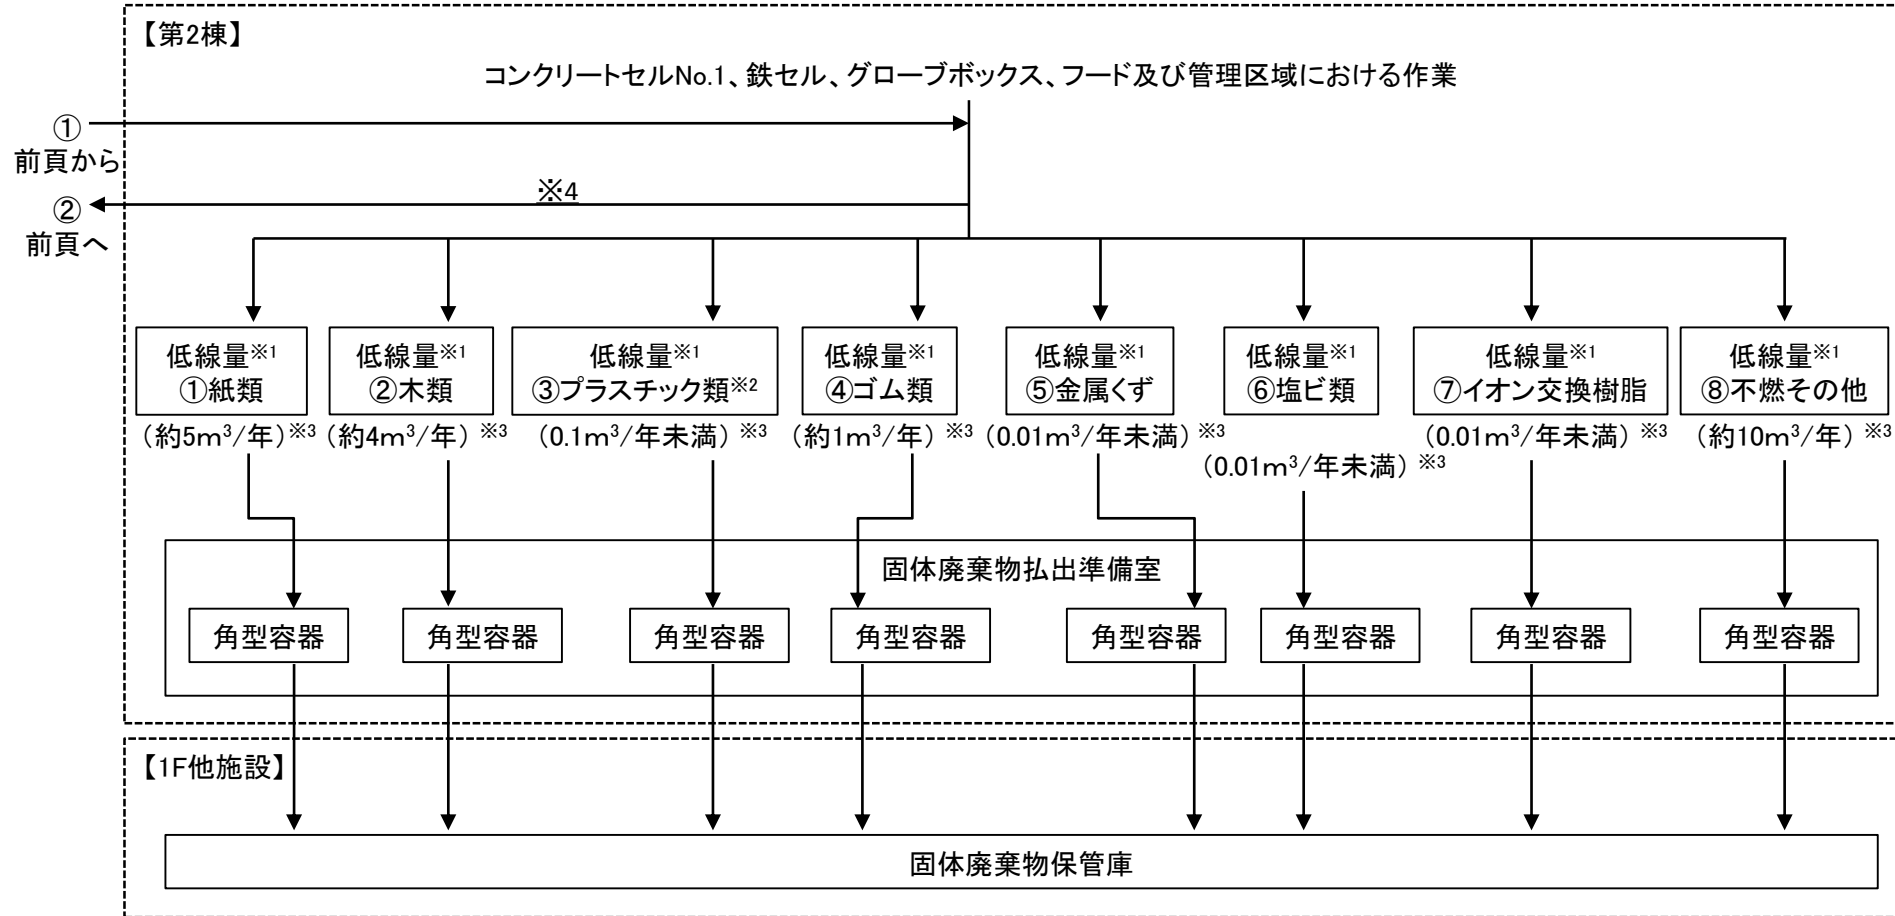 【第2棟】
コンクリートセルNo.1、鉄セル、グローブボックス、フード及び管理区域における作業
①
前頁から
※4
②
前頁へ
低線量※1
①紙類
(約5m³/年)※3
低線量※1
②木類
(約4m³/年)※3
低線量※1
③プラスチック類※2
(0.1m³/年未満)※3
低線量※1
④ゴム類
(約1m³/年)※3
低線量※1
⑤金属くず
(0.01m³/年未満)※3
低線量※1
⑥塩ビ類
(0.01m³/年未満)※3
低線量※1
⑦イオン交換樹脂
(0.01m³/年未満)※3
低線量※1
⑧不燃その他
(約10m³/年)※3
固体廃棄物払出準備室
角型容器
角型容器
角型容器
角型容器
角型容器
角型容器
角型容器
角型容器
【1F他施設】
固体廃棄物保管庫